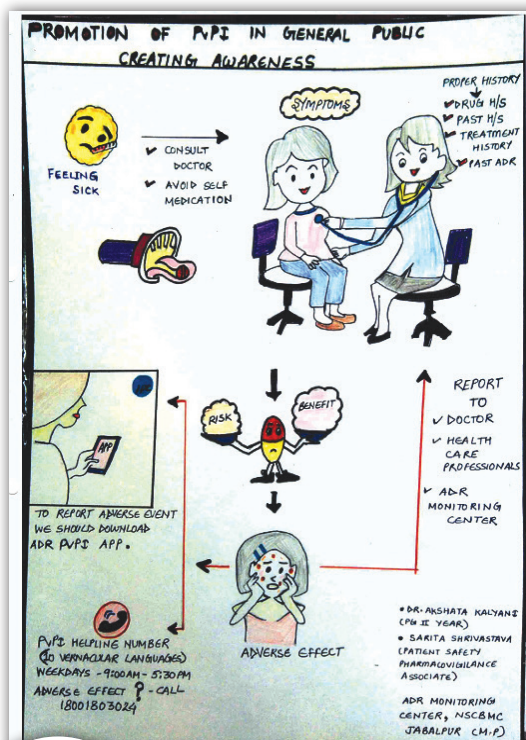 PROMOTION OF PVPI IN GENERAL PUBLIC
CREATING AWARENESS
FEELING
SICK
✓ CONSULT
DOCTOR
✓ AVOID SELF
MEDICATION
SYMPTOMS
PROPER HISTORY
✓ DRUG H/S
✓ PAST H/S
✓ TREATMENT
HISTORY
✓ PAST ADR
RISK
BENEFIT
APP
TO REPORT ADVERSE EVENT
WE SHOULD DOWNLOAD
ADR PVPI APP.
REPORT
TO
✓ DOCTOR
✓ HEALTH
CARE
PROFESSIONALS
✓ ADR
MONITORING
CENTER
ADVERSE EFFECT
PVPI HELPLINE NUMBER
(10 VERNACULAR LANGUAGES)
WEEKDAYS - 9:00AM - 5:30PM
ADVERSE EFFECT ? - CALL
18001803024
• DR. AKSHATA KALYANI
(PG II YEAR)
• SARITA SHRIVASTAVA
(PATIENT SAFETY
PHARMACOVIGILANCE
ASSOCIATE)
ADR MONITORING
CENTER, NSCBMC
JABALPUR (M.P)